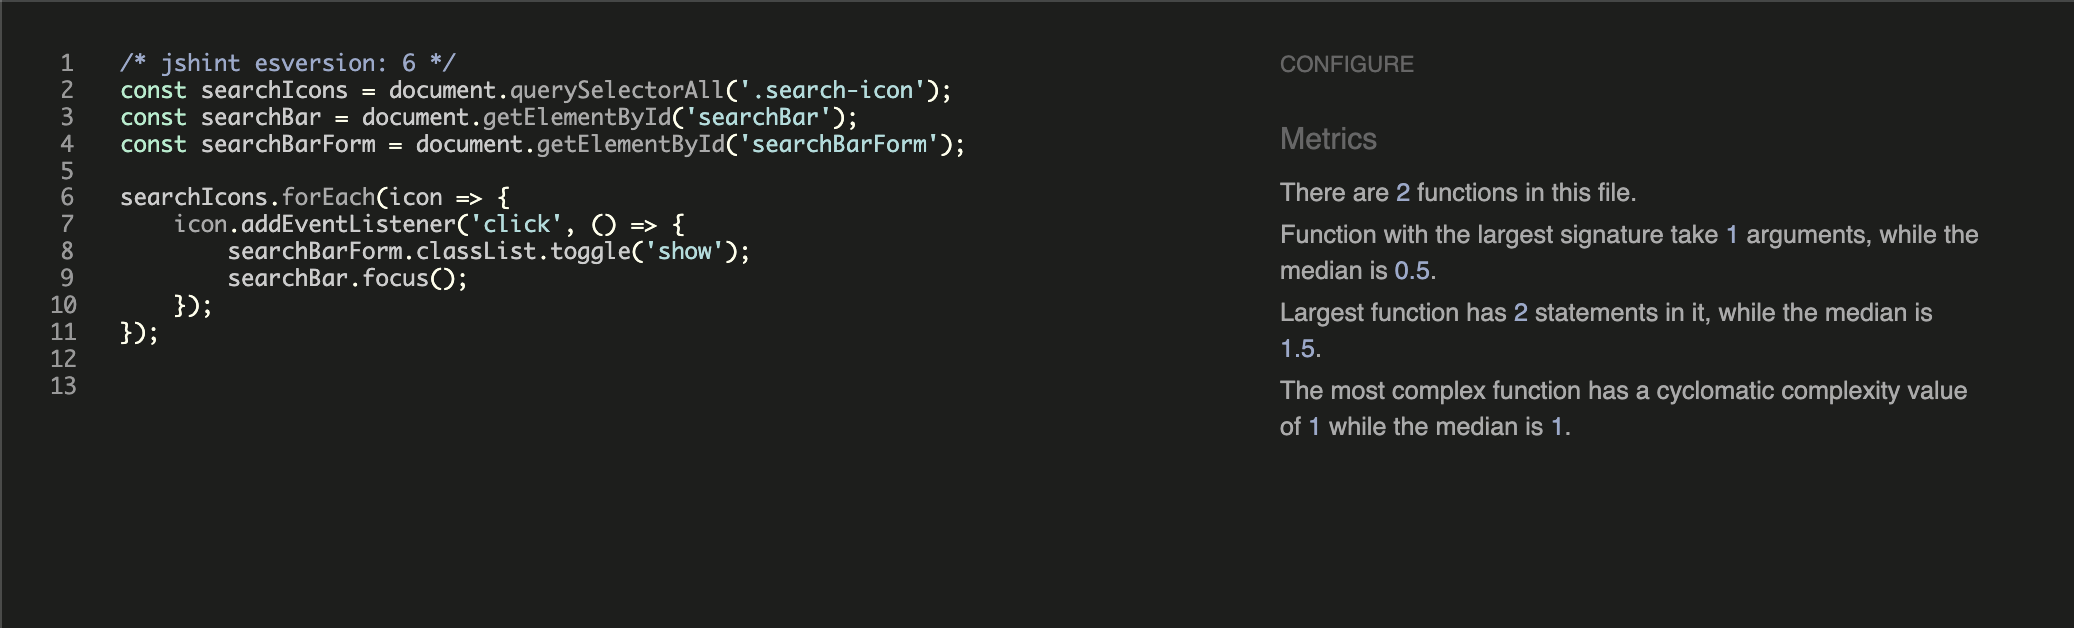 1 /* jshint esversion: 6 */
2 const searchIcons = document.querySelectorAll('.search-icon');
3 const searchBar = document.getElementById('searchBar');
4 const searchBarForm = document.getElementById('searchBarForm');
5
6 searchIcons.forEach(icon => {
7     icon.addEventListener('click', () => {
8         searchBarForm.classList.toggle('show');
9         searchBar.focus();
10     });
11 });
12
13
CONFIGURE
Metrics
There are 2 functions in this file.
Function with the largest signature take 1 arguments, while the
median is 0.5.
Largest function has 2 statements in it, while the median is
1.5.
The most complex function has a cyclomatic complexity value
of 1 while the median is 1.